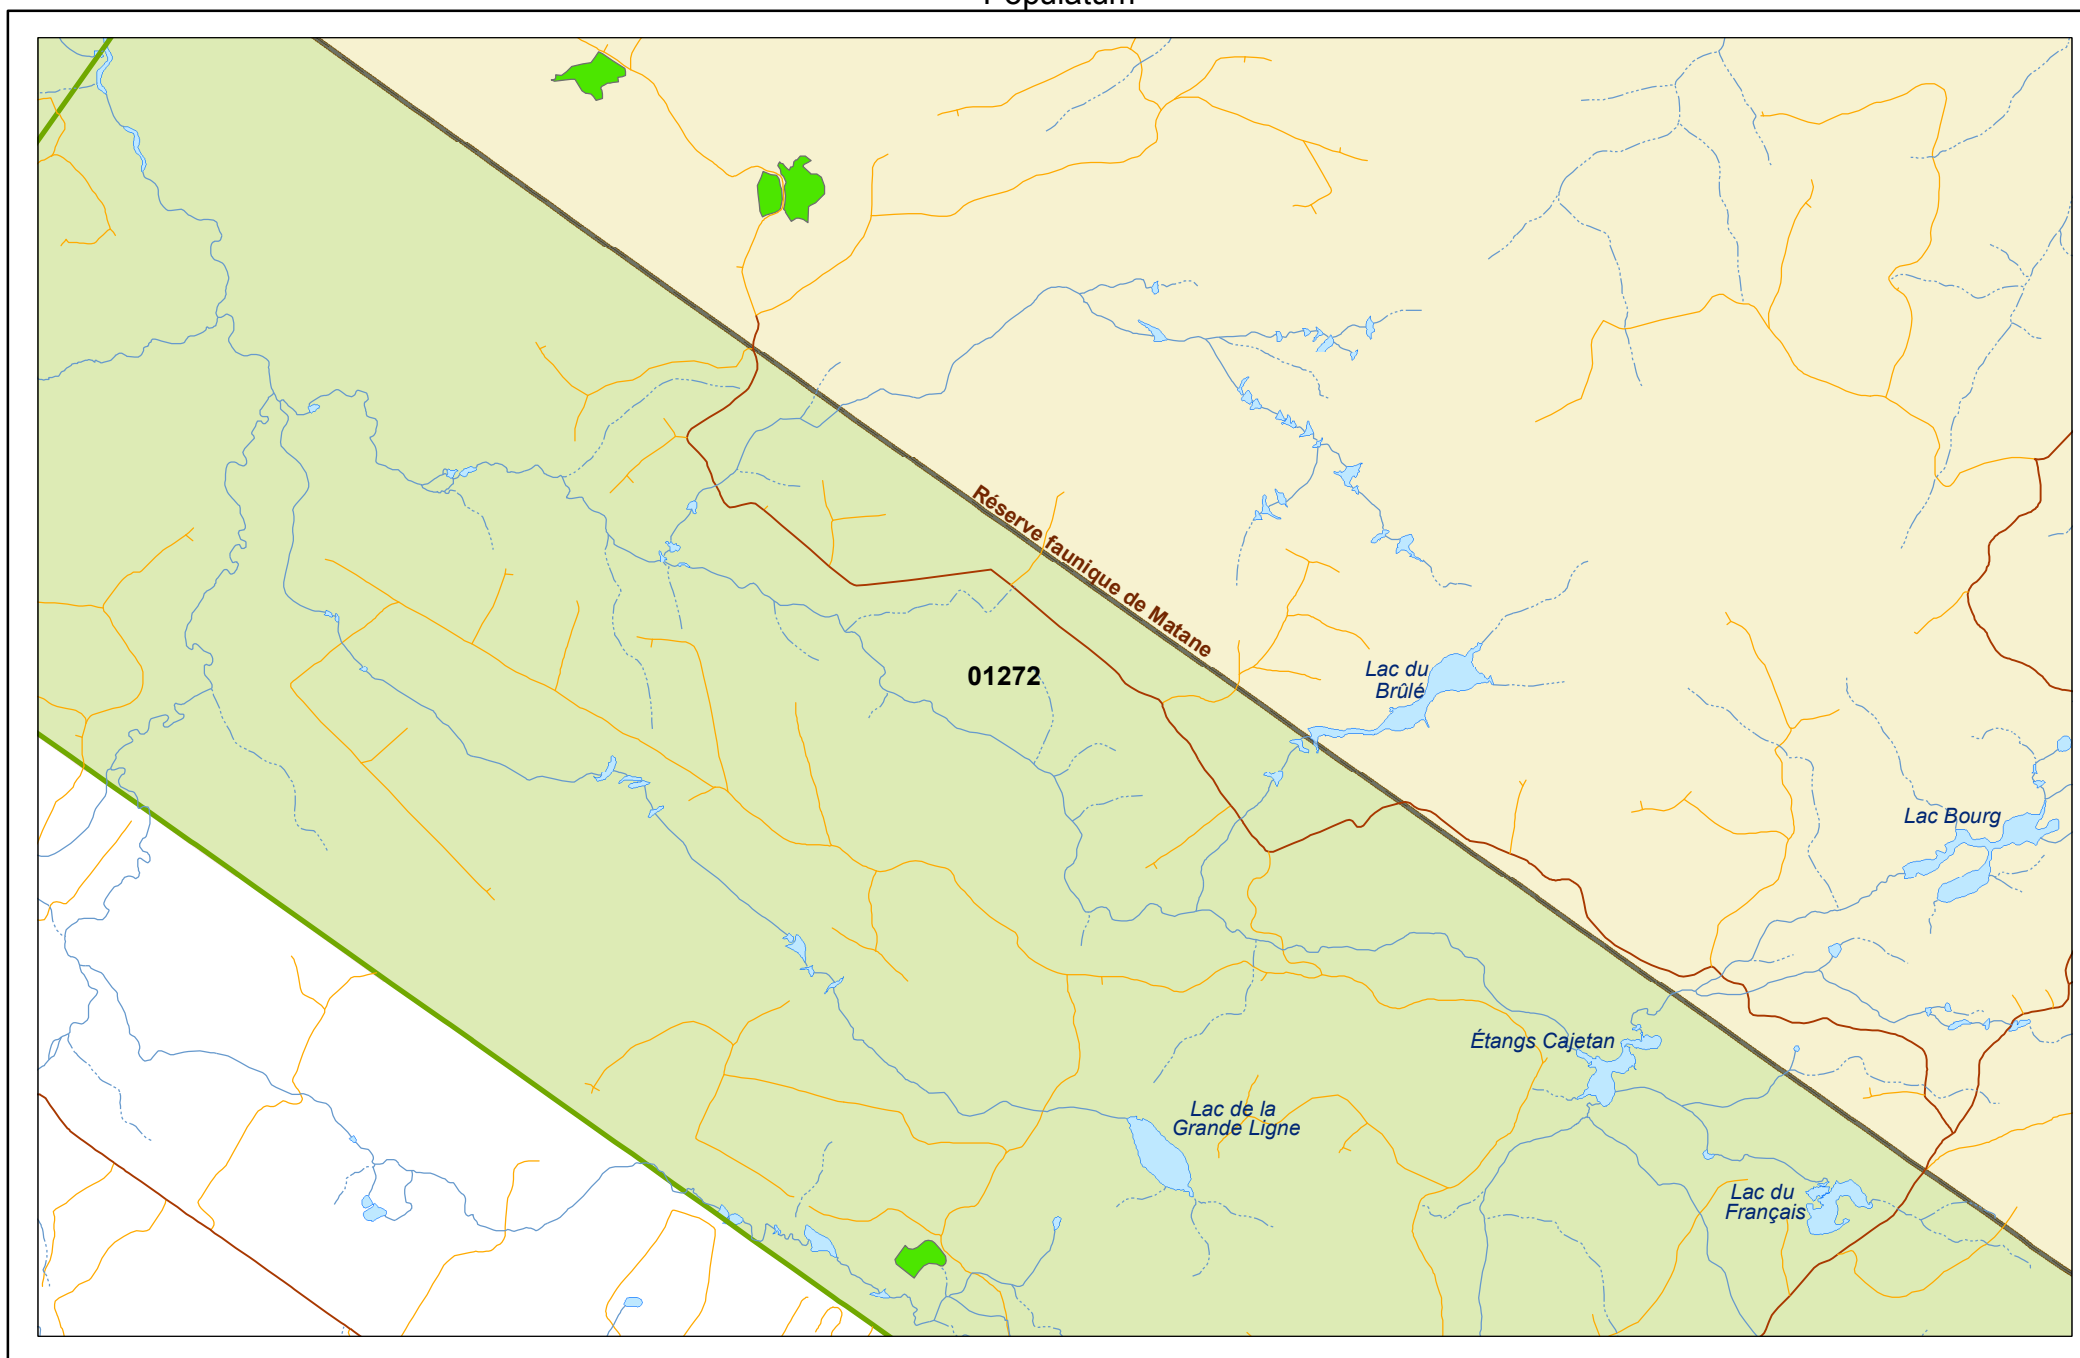 Populatum
Réserve faunique de Matane
01272
Lac du
Brûlé
Lac Bourg
Étangs Cajetan
Lac de la
Grande Ligne
Lac du
Français